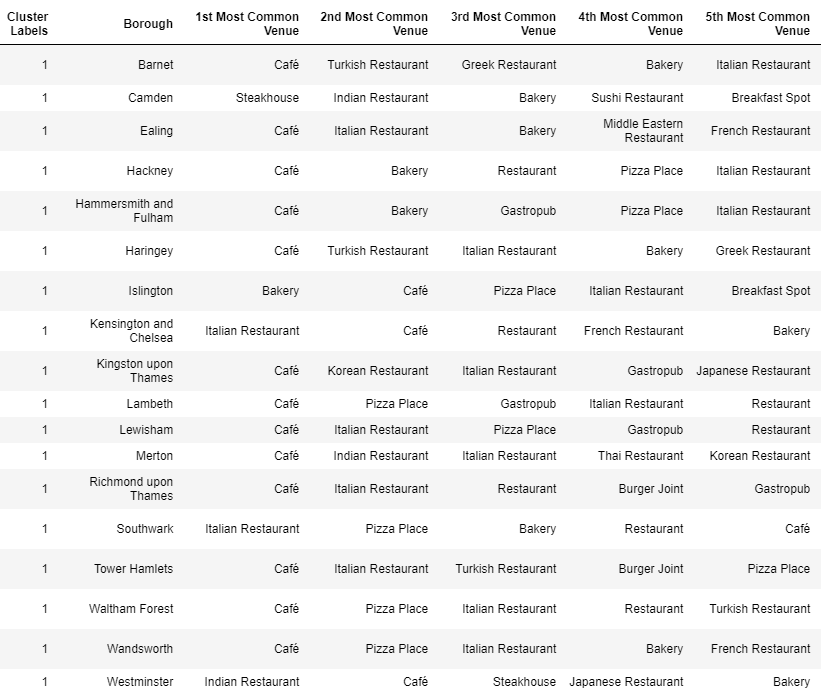 Cluster Labels Borough 1st Most Common Venue 2nd Most Common Venue 3rd Most Common Venue 4th Most Common Venue 5th Most Common Venue
1 Barnet Café Turkish Restaurant Greek Restaurant Bakery Italian Restaurant
1 Camden Steakhouse Indian Restaurant Bakery Sushi Restaurant Breakfast Spot
1 Ealing Café Italian Restaurant Bakery Middle Eastern Restaurant French Restaurant
1 Hackney Café Bakery Restaurant Pizza Place Italian Restaurant
1 Hammersmith and Fulham Café Bakery Gastropub Pizza Place Italian Restaurant
1 Haringey Café Turkish Restaurant Italian Restaurant Bakery Greek Restaurant
1 Islington Bakery Café Pizza Place Italian Restaurant Breakfast Spot
1 Kensington and Chelsea Italian Restaurant Café Restaurant French Restaurant Bakery
1 Kingston upon Thames Café Korean Restaurant Italian Restaurant Gastropub Japanese Restaurant
1 Lambeth Café Pizza Place Gastropub Italian Restaurant Restaurant
1 Lewisham Café Italian Restaurant Pizza Place Gastropub Restaurant
1 Merton Café Indian Restaurant Italian Restaurant Thai Restaurant Korean Restaurant
1 Richmond upon Thames Café Italian Restaurant Restaurant Burger Joint Gastropub
1 Southwark Italian Restaurant Pizza Place Bakery Restaurant Café
1 Tower Hamlets Café Italian Restaurant Turkish Restaurant Burger Joint Pizza Place
1 Waltham Forest Café Pizza Place Italian Restaurant Restaurant Turkish Restaurant
1 Wandsworth Café Pizza Place Italian Restaurant Bakery French Restaurant
1 Westminster Indian Restaurant Café Steakhouse Japanese Restaurant Bakery